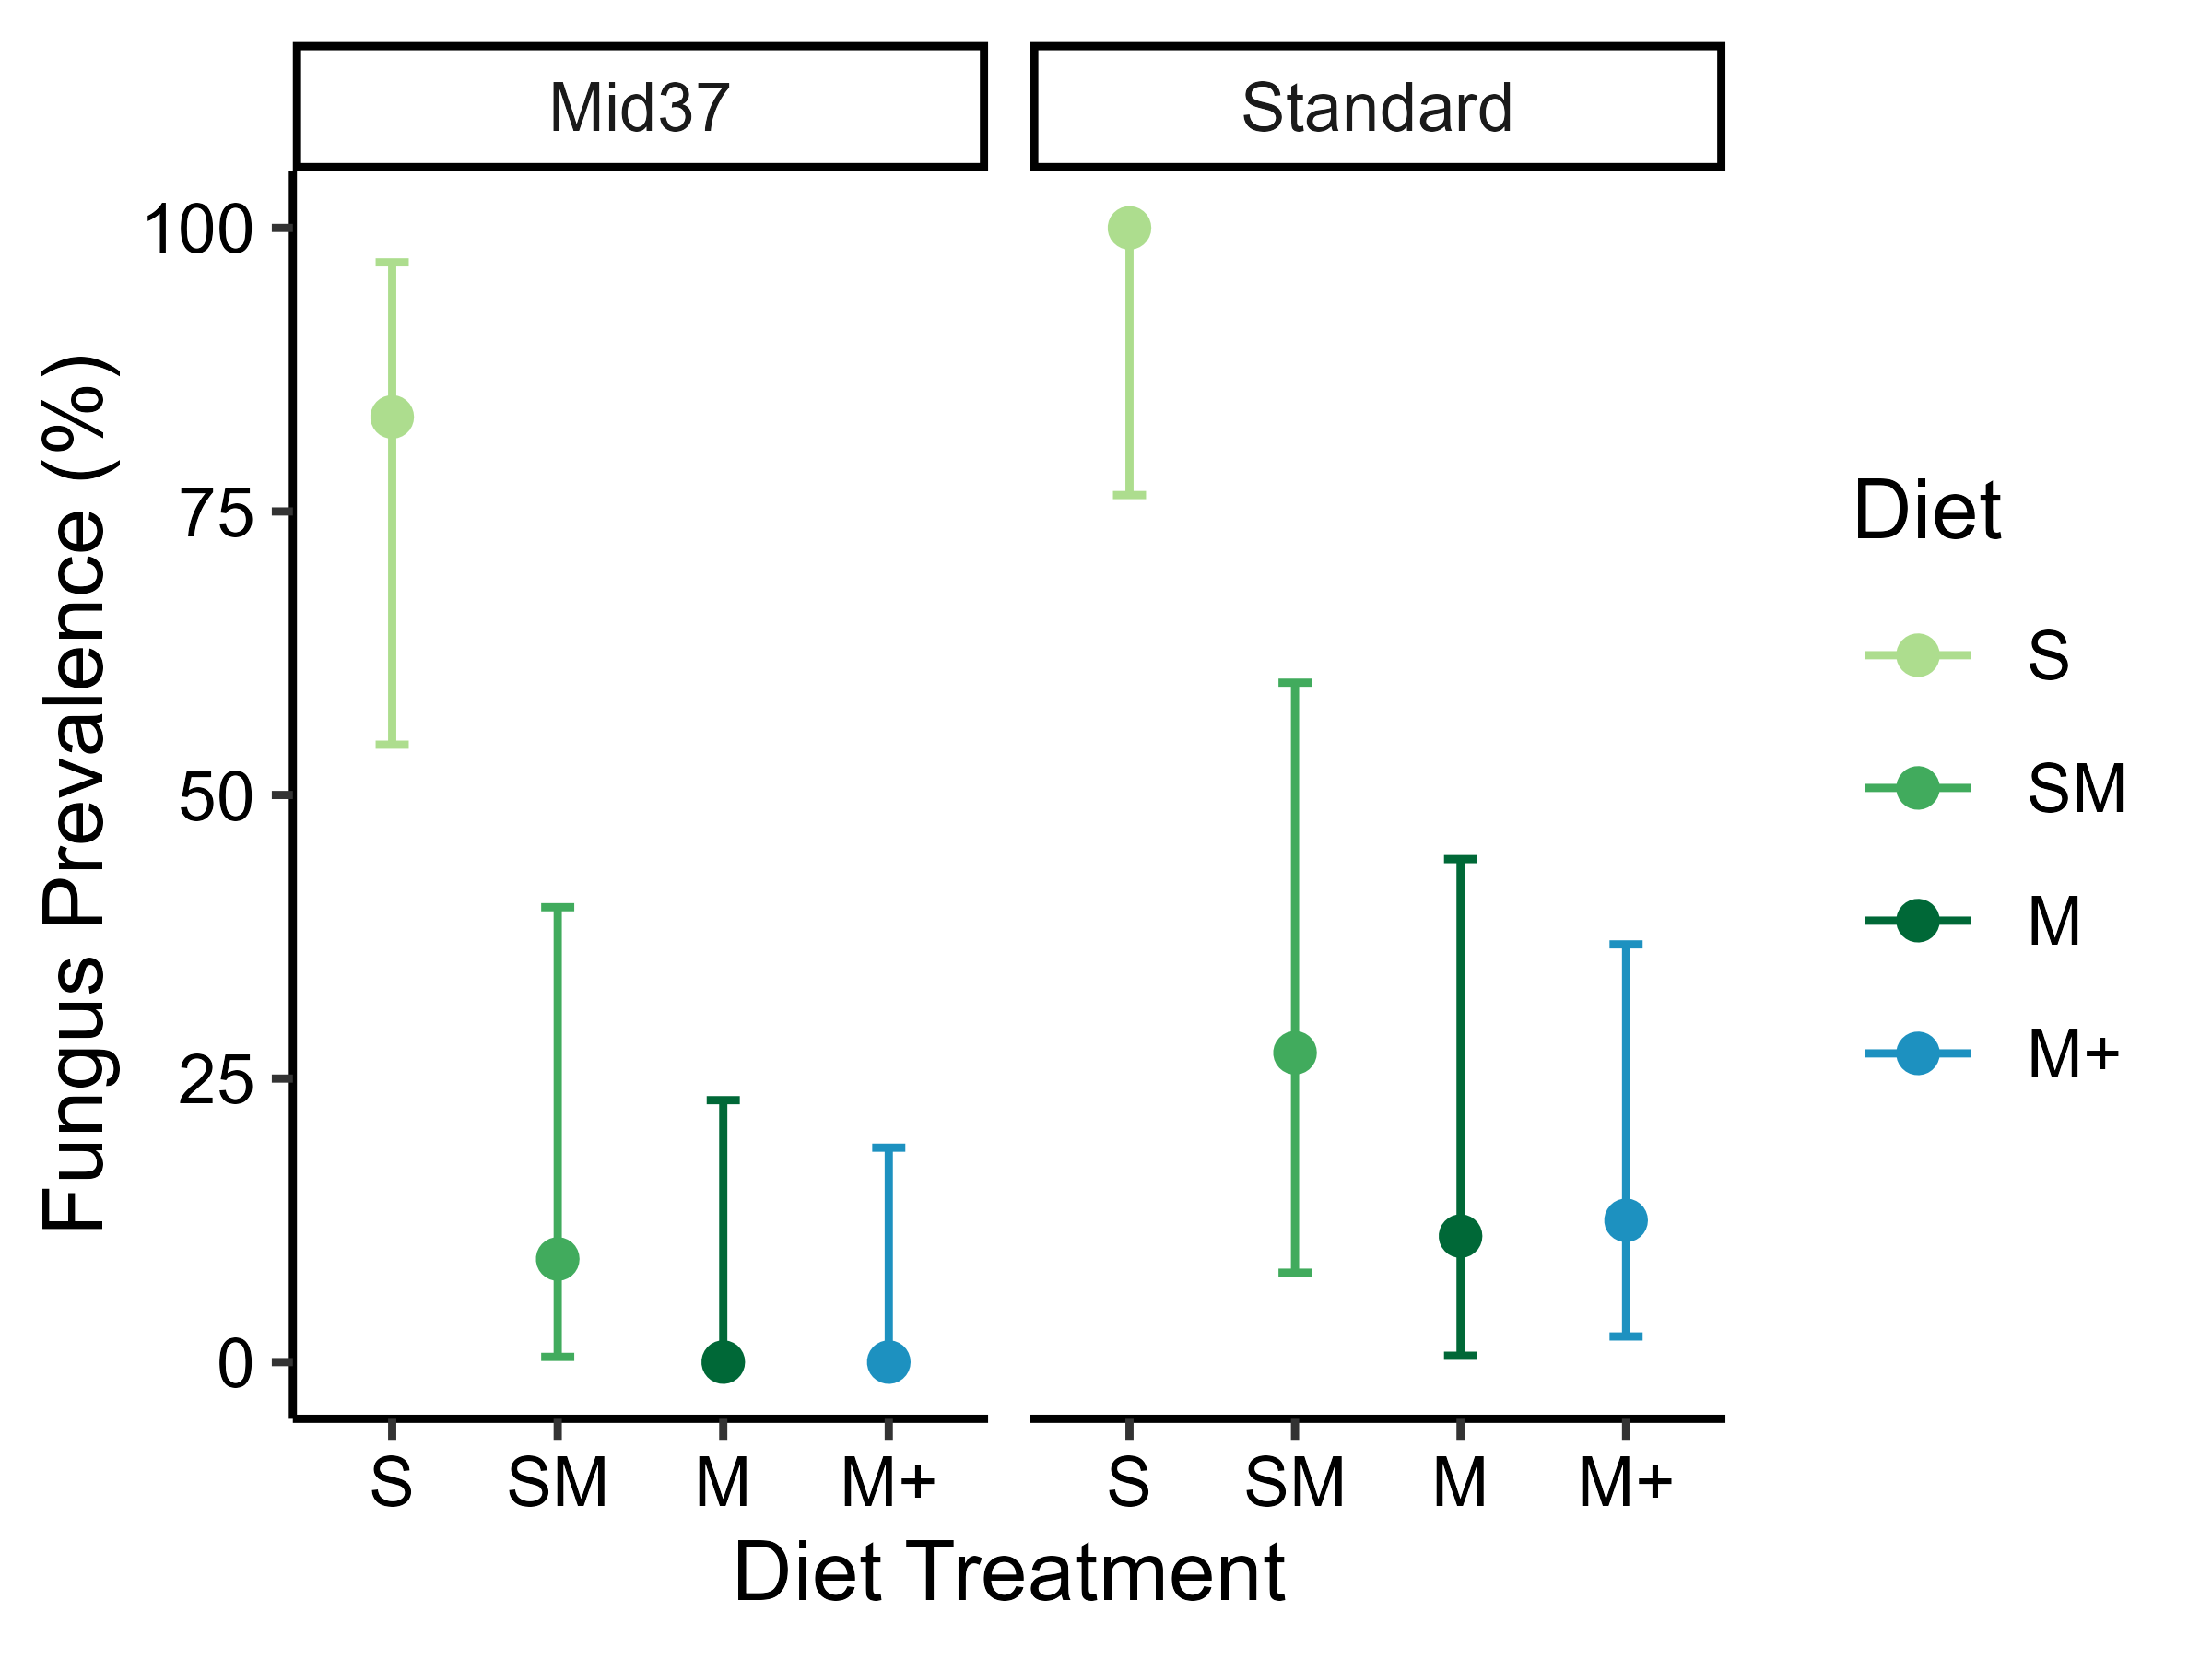 Mid37
Standard
Fungus Prevalence (%)
100
75
50
25
0
S SM M M+
S SM M M+
Diet Treatment
Diet
S
SM
M
M+